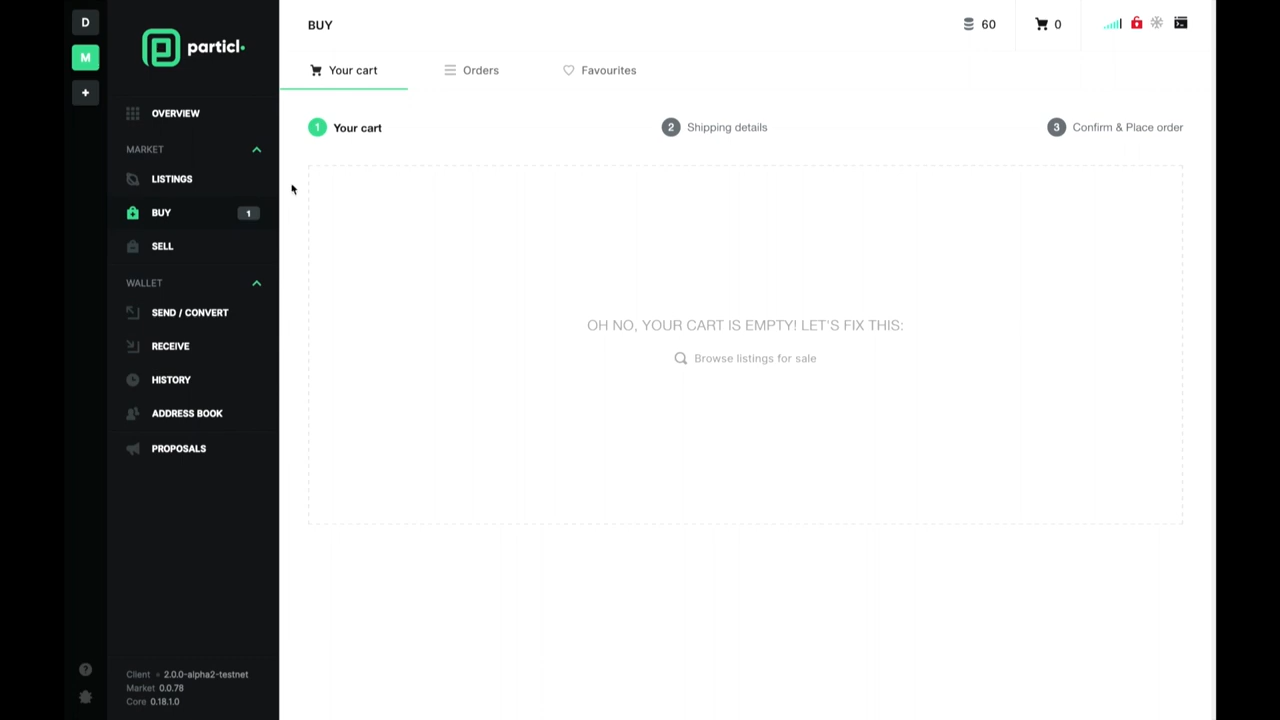 D
M
+
particl.
OVERVIEW
MARKET
LISTINGS
BUY 1
SELL
WALLET
SEND / CONVERT
RECEIVE
HISTORY
ADDRESS BOOK
PROPOSALS
?
Client 2.0.0-alpha2-testnet
Market 0.0.78
Core 0.18.1.0
BUY
60
0
Your cart Orders Favourites
1 Your cart 2 Shipping details 3 Confirm & Place order
OH NO, YOUR CART IS EMPTY! LET'S FIX THIS:
Browse listings for sale